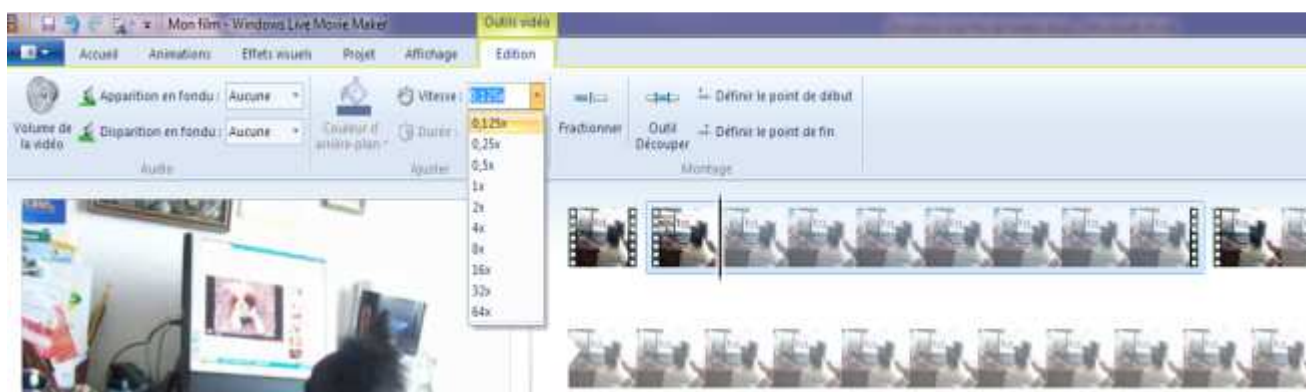 Mon film - Windows Live Movie Maker
Outils vidéo
Accueil Animations Effets visuels Projet Affichage Edition
Apparition en fondu : Aucune
Vitesse : 0,125x
Définir le point de début
Volume de la vidéo
Disparition en fondu : Aucune
Couleur d'arrière-plan
Durée :
Fractionner
Outil Découper
Définir le point de fin
Audio
Ajuster
Montage
0,125x
0,25x
0,5x
1x
2x
4x
8x
16x
32x
64x